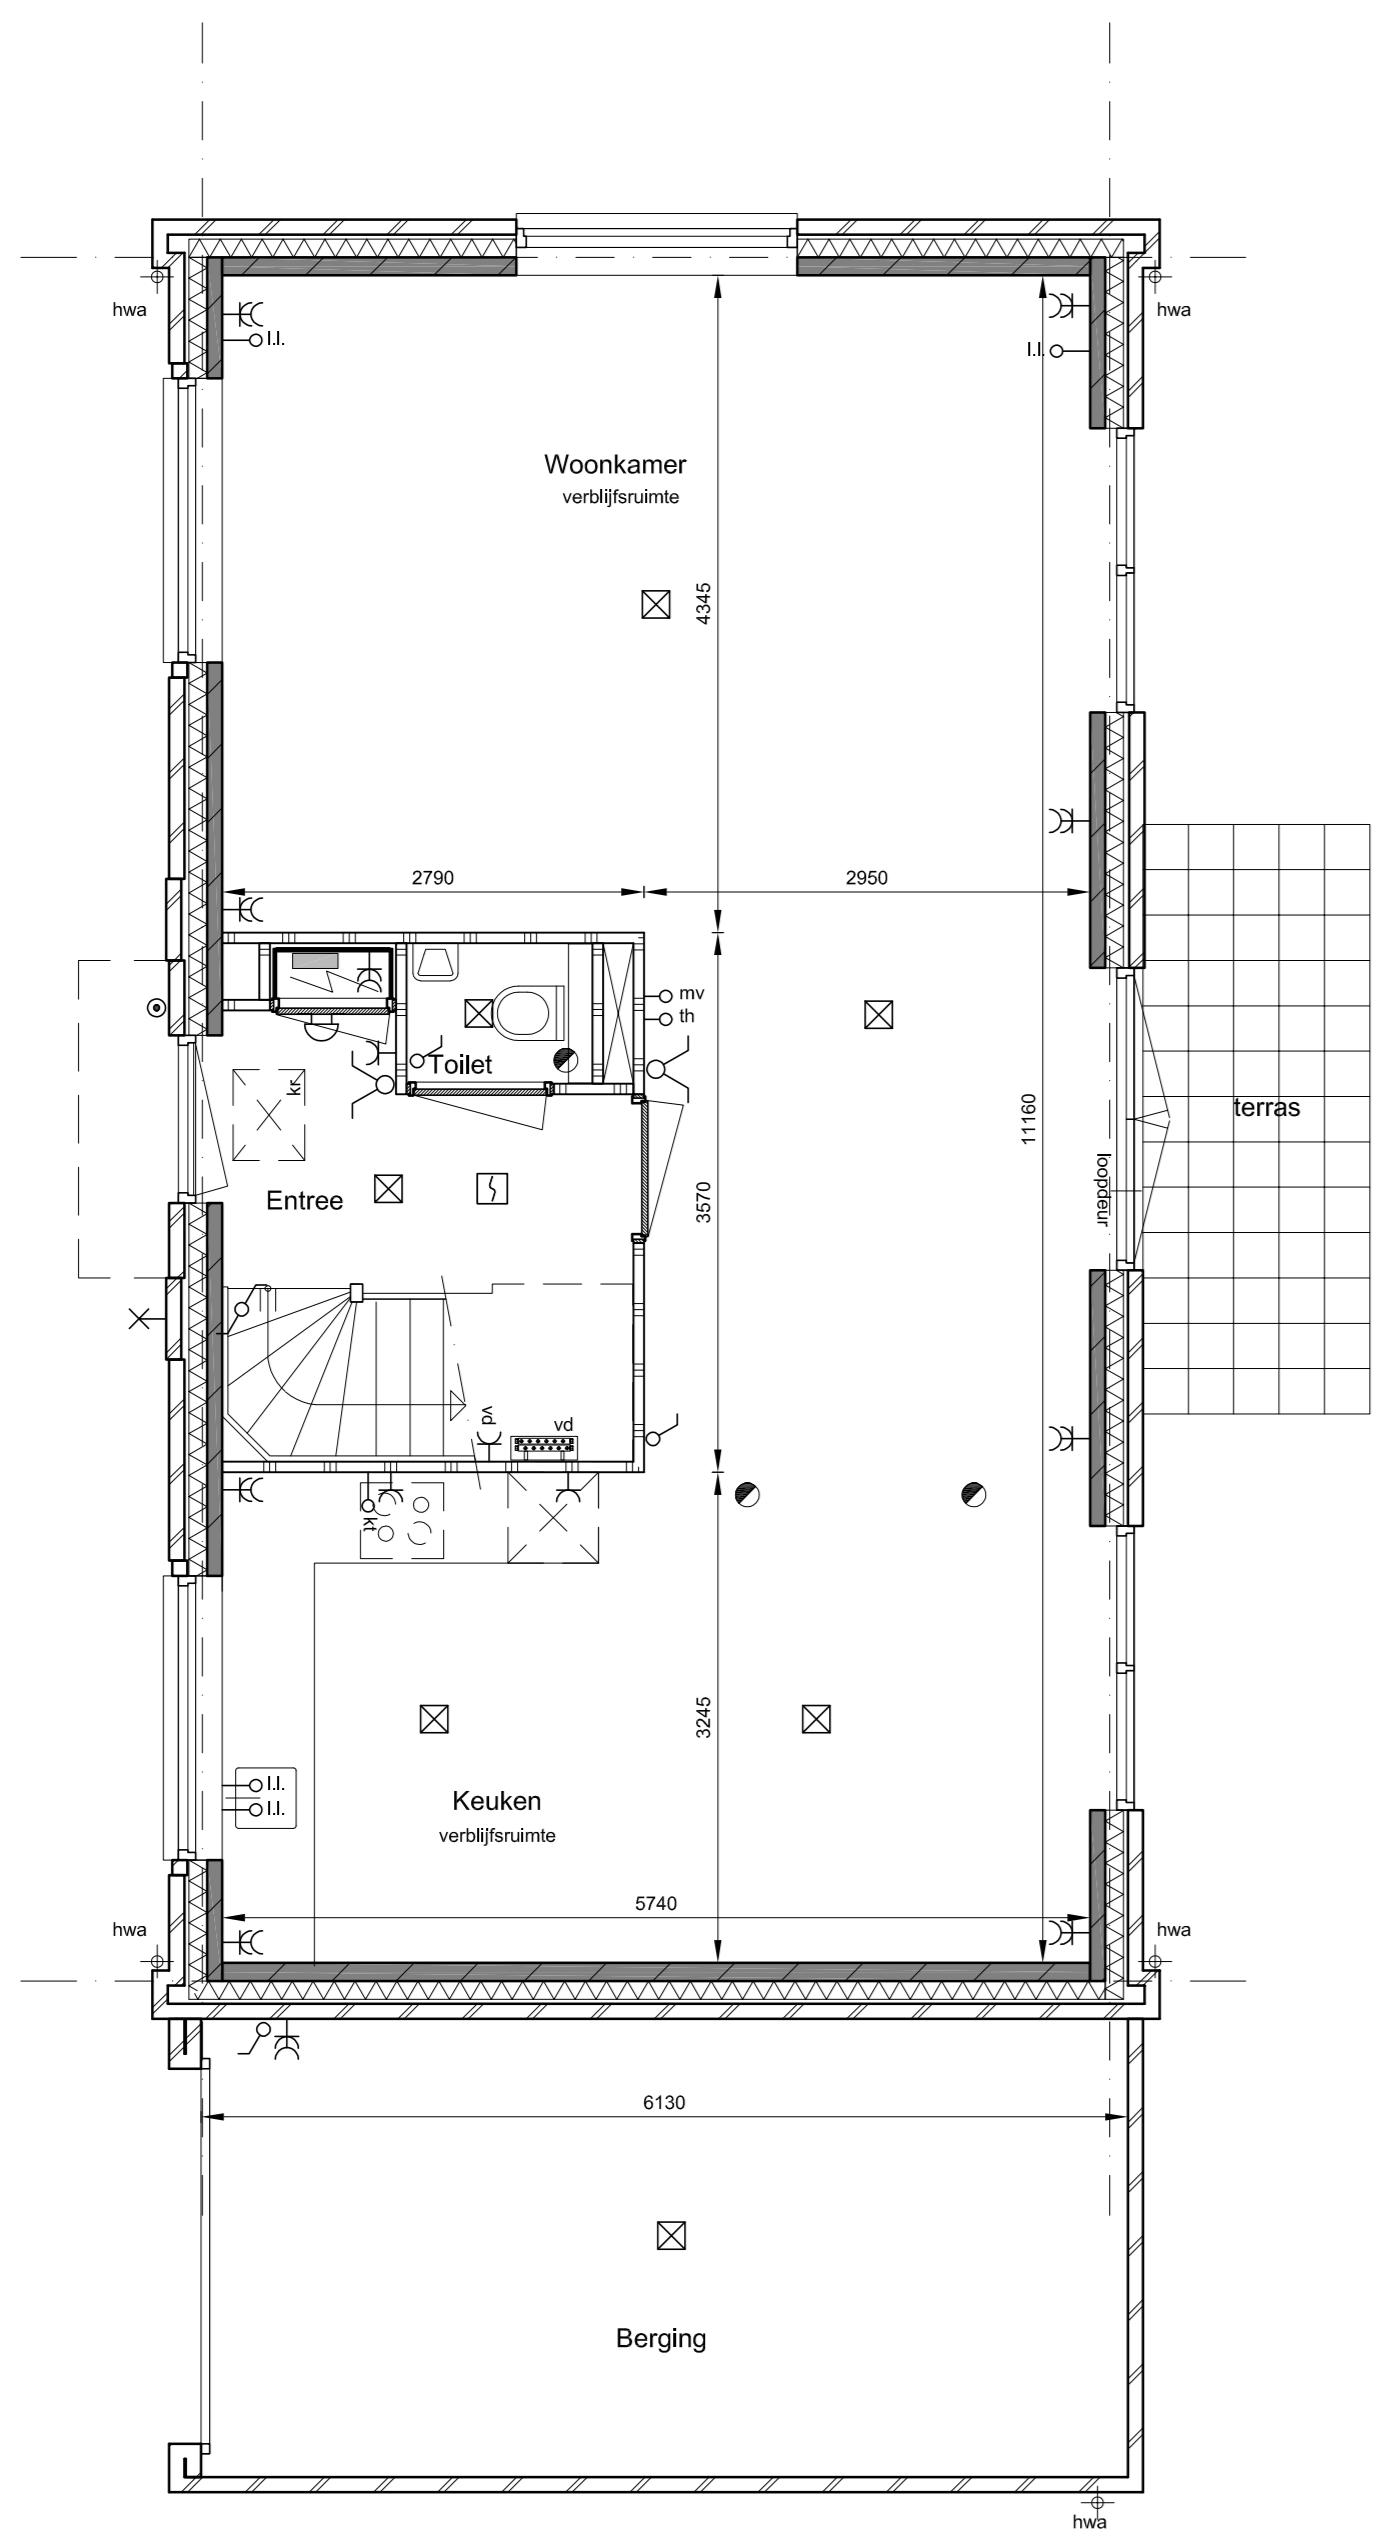 hwa
hwa
l.l.
l.l.
Woonkamer
verblijfsruimte
4345
2790
2950
mv
th
Toilet
kr
11160
terras
loopdeur
Entree
3570
vd
vd
kt
3245
l.l.
l.l.
Keuken
verblijfsruimte
5740
hwa
hwa
6130
Berging
hwa